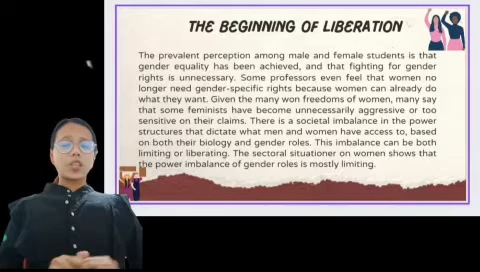 THE BEGINNING OF LIBERATION
The prevalent perception among male and female students is that
gender equality has been achieved, and that fighting for gender
rights is unnecessary. Some professors even feel that women no
longer need gender-specific rights because women can already do
what they want. Given the many won freedoms of women, many say
that some feminists have become unnecessarily aggressive or too
sensitive on their claims. There is a societal imbalance in the power
structures that dictate what men and women have access to, based
on both their biology and gender roles. This imbalance can be both
limiting or liberating. The sectoral situationer on women shows that
the power imbalance of gender roles is mostly limiting.